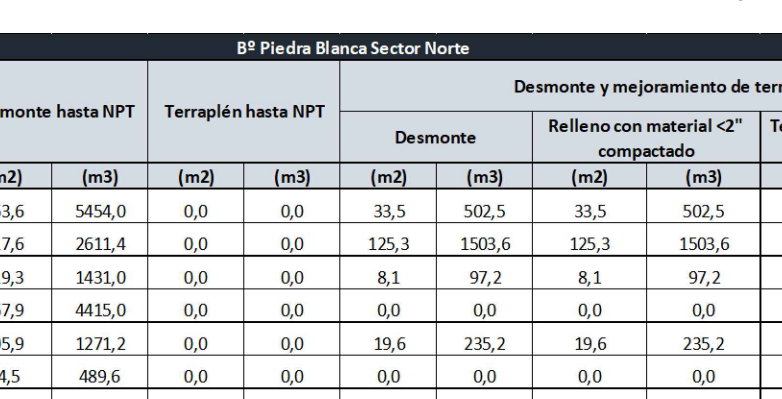 Bº Piedra Blanca Sector Norte
Desmonte y mejoramiento de
hasta NPT Terraplén hasta NPT
Desmonte Relleno con material <2"
compactado
(m3) (m2) (m3) (m2) (m3) (m2) (m3)
5454,0 0,0 0,0 33,5 502,5 33,5 502,5
2611,4 0,0 0,0 125,3 1503,6 125,3 1503,6
1431,0 0,0 0,0 8,1 97,2 8,1 97,2
4415,0 0,0 0,0 0,0 0,0 0,0 0,0
1271,2 0,0 0,0 19,6 235,2 19,6 235,2
489,6 0,0 0,0 0,0 0,0 0,0 0,0